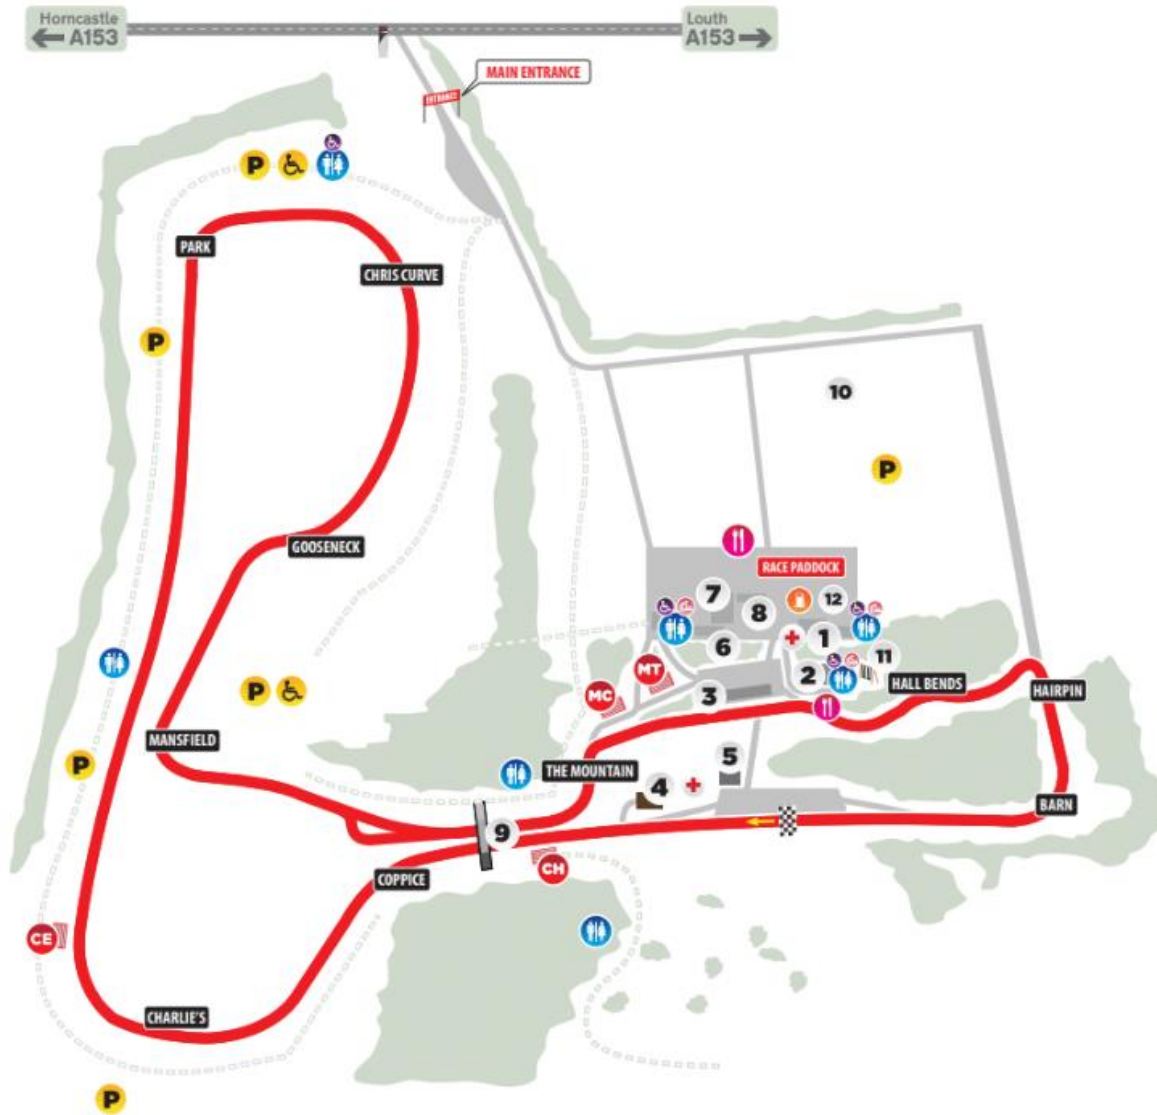 Horncastle
A153
Louth
A153
MAIN ENTRANCE
ENTRANCE
P
PARK
CHRIS CURVE
P
10
P
GOOSENECK
RACE PADDOCK
7
8
12
6
1
11
MT
2
HALL BENDS
P
MC
3
HAIRPIN
MANSFIELD
P
5
THE MOUNTAIN
4
BARN
9
CH
COPPICE
CE
CHARLIE'S
P